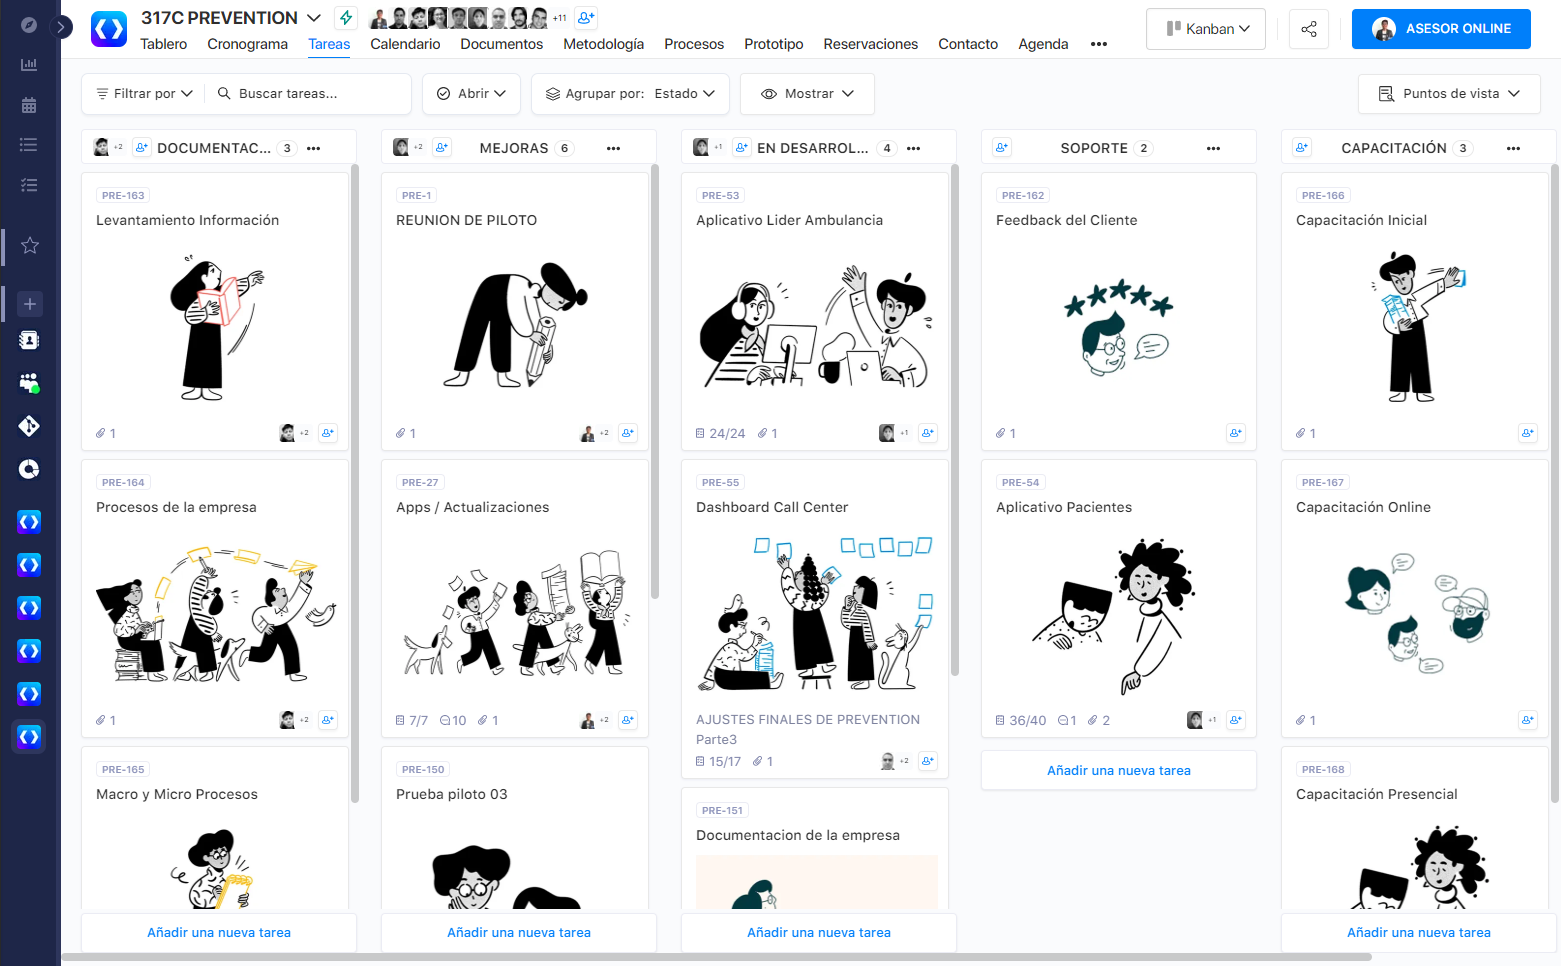 317C PREVENTION
+11
Tablero Cronograma Tareas Calendario Documentos Metodología Procesos Prototipo Reservaciones Contacto Agenda
Kanban
ASESOR ONLINE
Filtrar por Buscar tareas... Abrir Agrupar por: Estado Mostrar Puntos de vista
+2 DOCUMENTAC... 3
PRE-163
Levantamiento Información
1 +2
PRE-164
Procesos de la empresa
1 +2
PRE-165
Macro y Micro Procesos
Añadir una nueva tarea
+2 MEJORAS 6
PRE-1
REUNION DE PILOTO
1 +2
PRE-27
Apps / Actualizaciones
7/7 10 1 +2
PRE-150
Prueba piloto 03
Añadir una nueva tarea
+1 EN DESARROL... 4
PRE-53
Aplicativo Lider Ambulancia
24/24 1 +1
PRE-55
Dashboard Call Center
AJUSTES FINALES DE PREVENTION
Parte3
15/17 1 +2
PRE-151
Documentacion de la empresa
Añadir una nueva tarea
SOPORTE 2
PRE-162
Feedback del Cliente
1
PRE-54
Aplicativo Pacientes
36/40 1 2 +1
Añadir una nueva tarea
CAPACITACIÓN 3
PRE-166
Capacitación Inicial
1
PRE-167
Capacitación Online
1
PRE-168
Capacitación Presencial
Añadir una nueva tarea